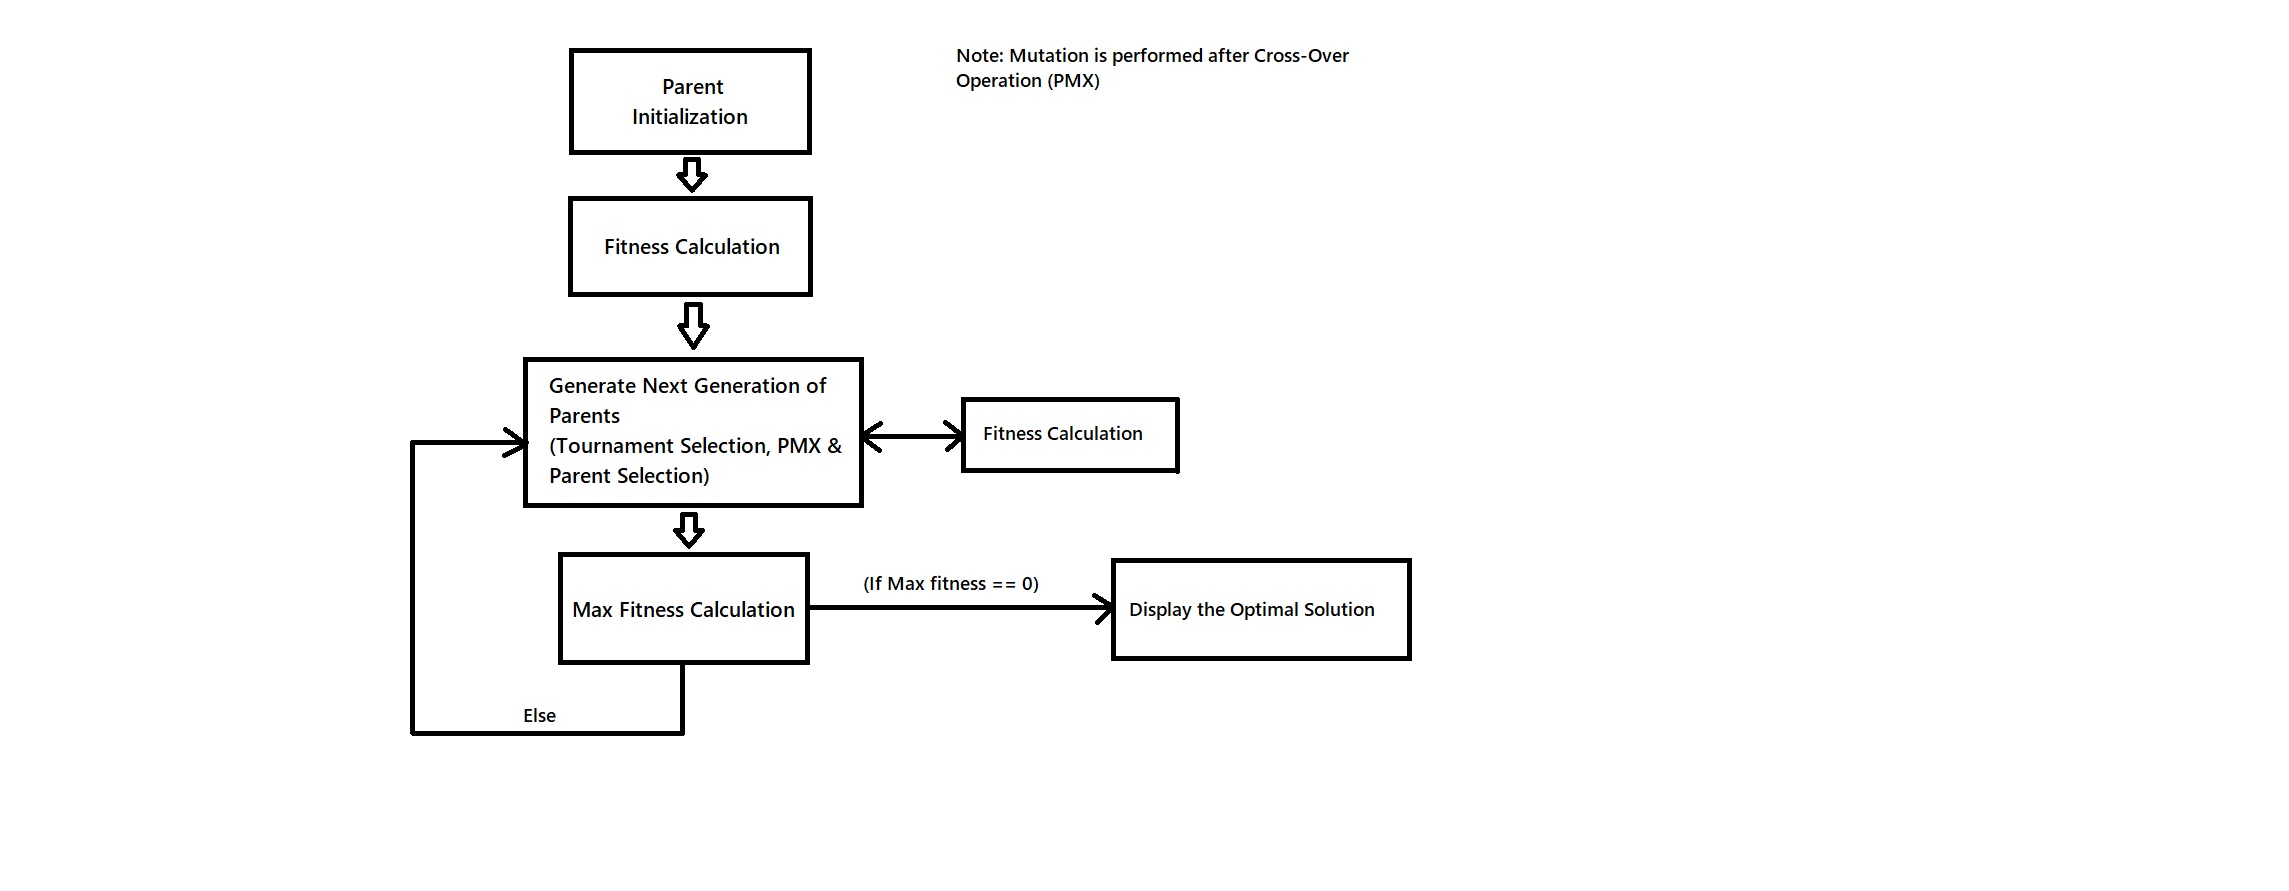 Note: Mutation is performed after Cross-Over
Operation (PMX)
Parent
Initialization
Fitness Calculation
Generate Next Generation of
Parents
(Tournament Selection, PMX &
Parent Selection)
Fitness Calculation
Max Fitness Calculation
(If Max fitness == 0)
Display the Optimal Solution
Else